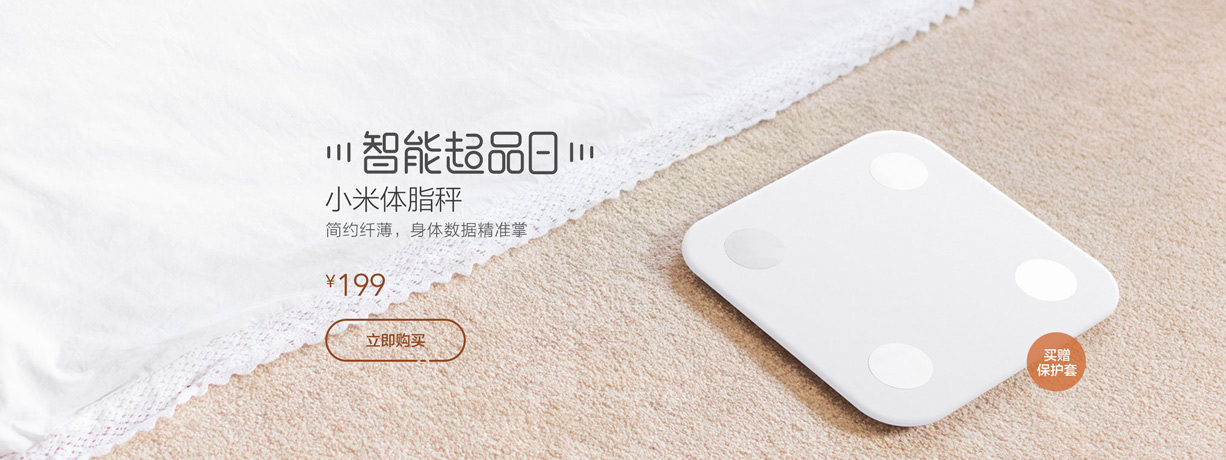 智能超品日
小米体脂秤
简约纤薄，身体数据精准掌
¥199
立即购买
买赠
保护套